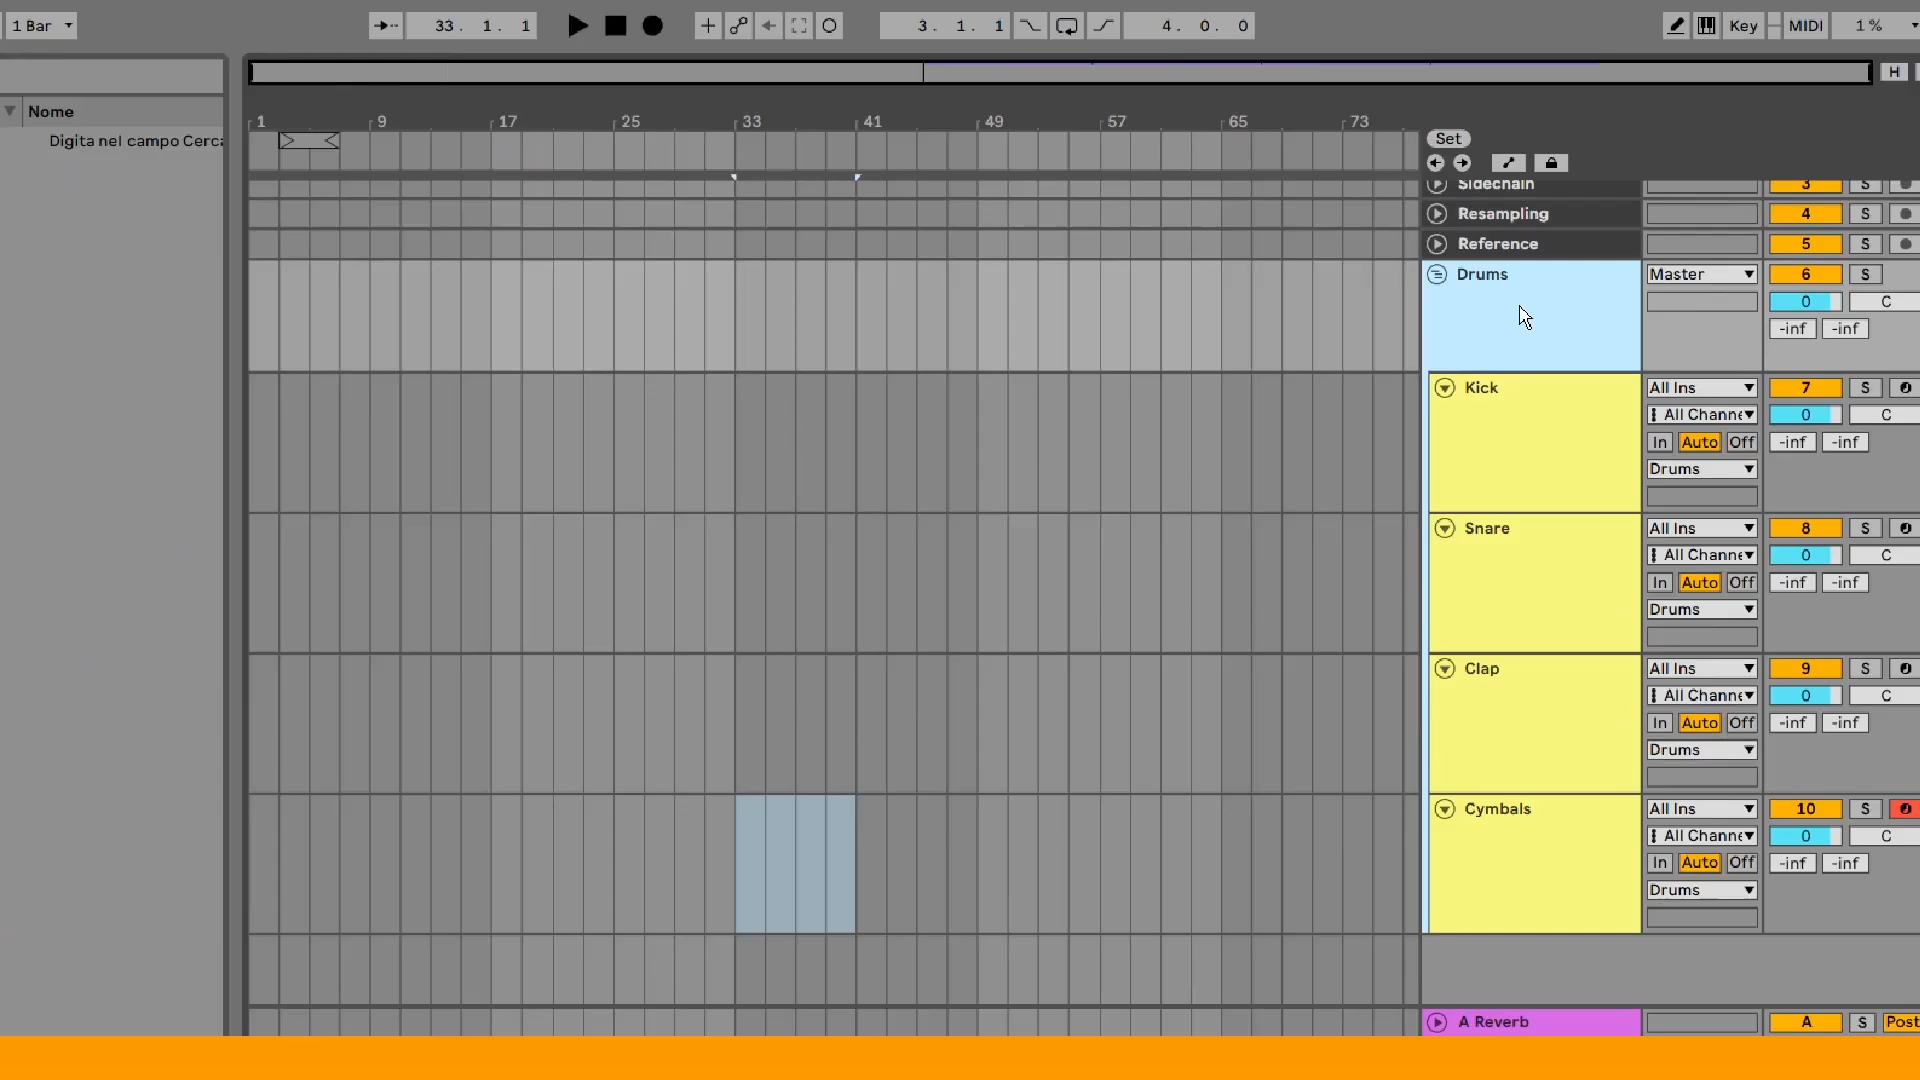 1 Bar
33. 1. 1
3. 1. 1
4. 0. 0
Key
MIDI
1 %
H
Nome
Digita nel campo Cerca
1 9 17 25 33 41 49 57 65 73
Set
Sidechain 3 S
Resampling 4 S
Reference 5 S
Drums Master 6 S
0 C
-inf -inf
Kick All Ins 7 S
All Channe 0 C
In Auto Off -inf -inf
Drums
Snare All Ins 8 S
All Channe 0 C
In Auto Off -inf -inf
Drums
Clap All Ins 9 S
All Channe 0 C
In Auto Off -inf -inf
Drums
Cymbals All Ins 10 S
All Channe 0 C
In Auto Off -inf -inf
Drums
A Reverb A S Post